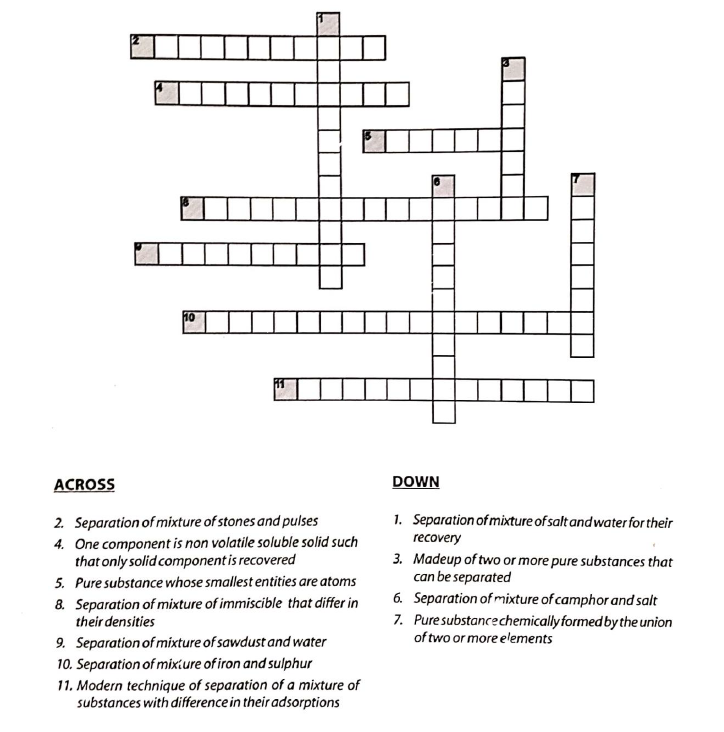 1
2
3
4
5
6
7
8
9
10
11
ACROSS
2. Separation of mixture of stones and pulses
4. One component is non volatile soluble solid such
that only solid component is recovered
5. Pure substance whose smallest entities are atoms
8. Separation of mixture of immiscible that differ in
their densities
9. Separation of mixture of sawdust and water
10. Separation of mixture of iron and sulphur
11. Modern technique of separation of a mixture of
substances with difference in their adsorptions
DOWN
1. Separation of mixture of salt and water for their
recovery
3. Madeup of two or more pure substances that
can be separated
6. Separation of mixture of camphor and salt
7. Pure substance chemically formed by the union
of two or more elements